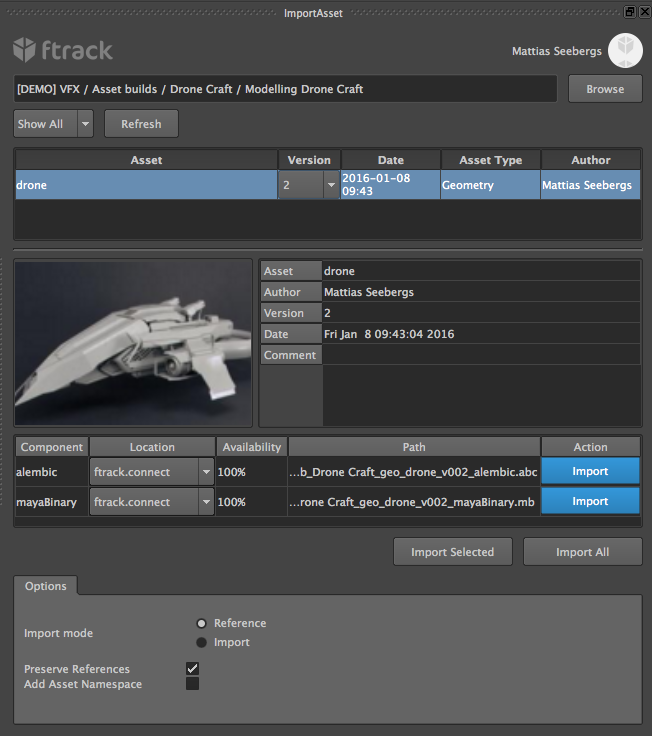 ImportAsset
ftrack
Mattias Seebergs
[DEMO] VFX / Asset builds / Drone Craft / Modelling Drone Craft
Browse
Show All
Refresh
Asset Version Date Asset Type Author
drone 2 2016-01-08 09:43 Geometry Mattias Seebergs
Asset drone
Author Mattias Seebergs
Version 2
Date Fri Jan 8 09:43:04 2016
Comment
Component Location Availability Path Action
alembic ftrack.connect 100% ...b_Drone Craft_geo_drone_v002_alembic.abc Import
mayaBinary ftrack.connect 100% ...rone Craft_geo_drone_v002_mayaBinary.mb Import
Import Selected Import All
Options
Import mode
Reference
Import
Preserve References
Add Asset Namespace